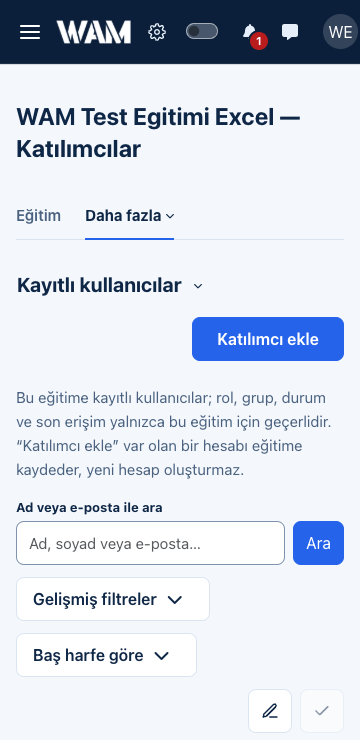 WAM
1
WE
WAM Test Egitimi Excel —
Katılımcılar
Eğitim
Daha fazla
Kayıtlı kullanıcılar
Katılımcı ekle
Bu eğitime kayıtlı kullanıcılar; rol, grup, durum
ve son erişim yalnızca bu eğitim için geçerlidir.
“Katılımcı ekle” var olan bir hesabı eğitime
kaydeder, yeni hesap oluşturmaz.
Ad veya e-posta ile ara
Ad, soyad veya e-posta...
Ara
Gelişmiş filtreler
Baş harfe göre